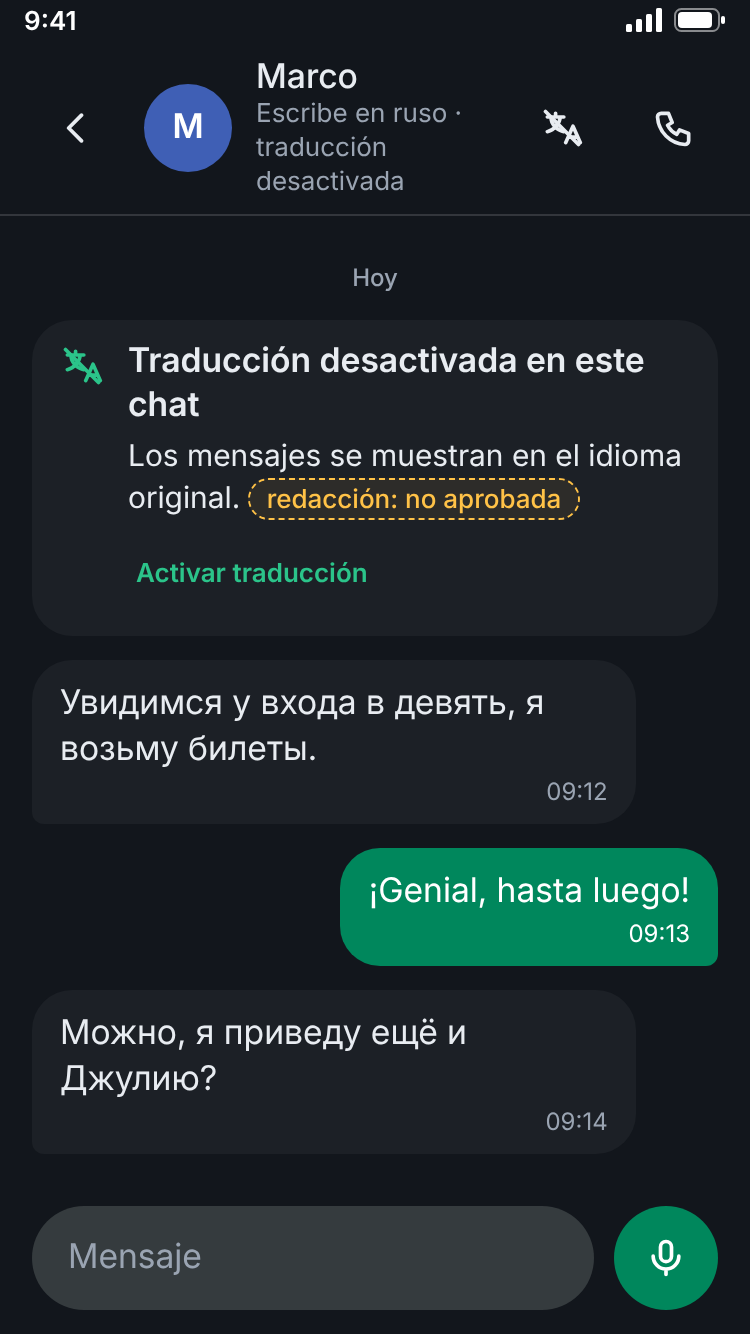 9:41
M
Marco
Escribe en ruso ·
traducción
desactivada
Hoy
Traducción desactivada en este
chat
Los mensajes se muestran en el idioma
original. redacción: no aprobada
Activar traducción
Увидимся у входа в девять, я
возьму билеты.
09:12
¡Genial, hasta luego!
09:13
Можно, я приведу ещё и
Джулию?
09:14
Mensaje